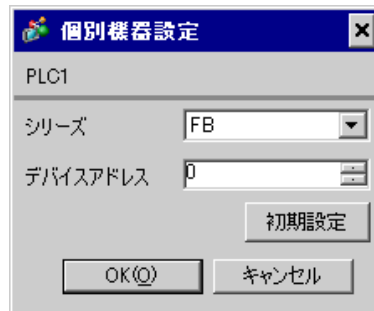 個別機器設定
PLC1
シリーズ FB
デバイスアドレス 0
初期設定
OK(O) キャンセル